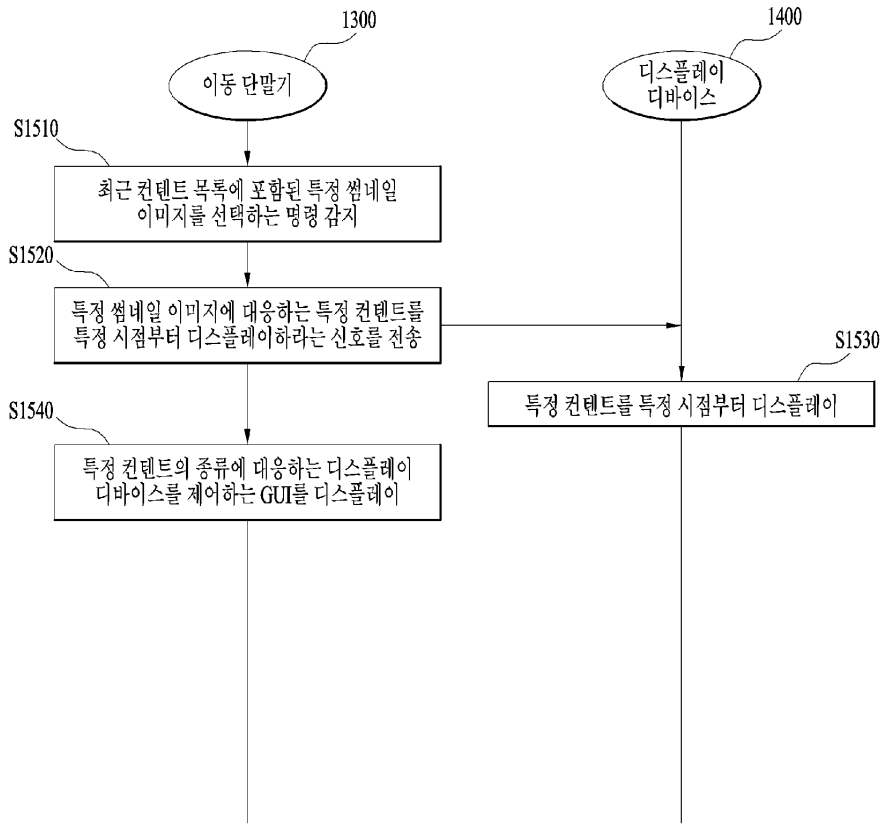 1300
이동 단말기
1400
디스플레이
디바이스
S1510
최근 컨텐트 목록에 포함된 특정 썸네일
이미지를 선택하는 명령 감지
S1520
특정 썸네일 이미지에 대응하는 특정 컨텐트를
특정 시점부터 디스플레이하라는 신호를 전송
S1530
특정 컨텐트를 특정 시점부터 디스플레이
S1540
특정 컨텐트의 종류에 대응하는 디스플레이
디바이스를 제어하는 GUI를 디스플레이